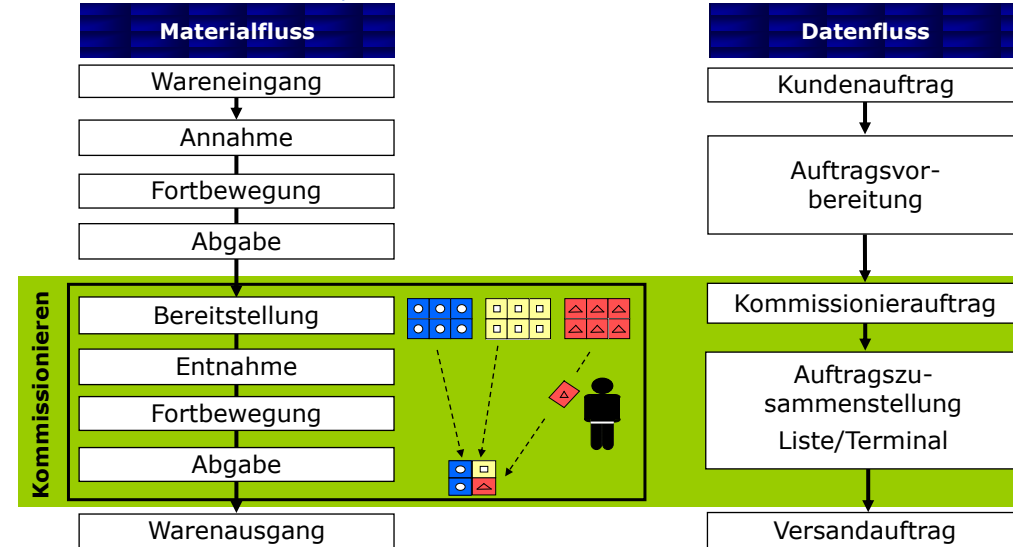 Materialfluss
Wareneingang
Annahme
Fortbewegung
Abgabe
Kommissionieren
Bereitstellung
Entnahme
Fortbewegung
Abgabe
Warenausgang
Datenfluss
Kundenauftrag
Auftragsvor-
bereitung
Kommissionierauftrag
Auftragszu-
sammenstellung
Liste/Terminal
Versandauftrag